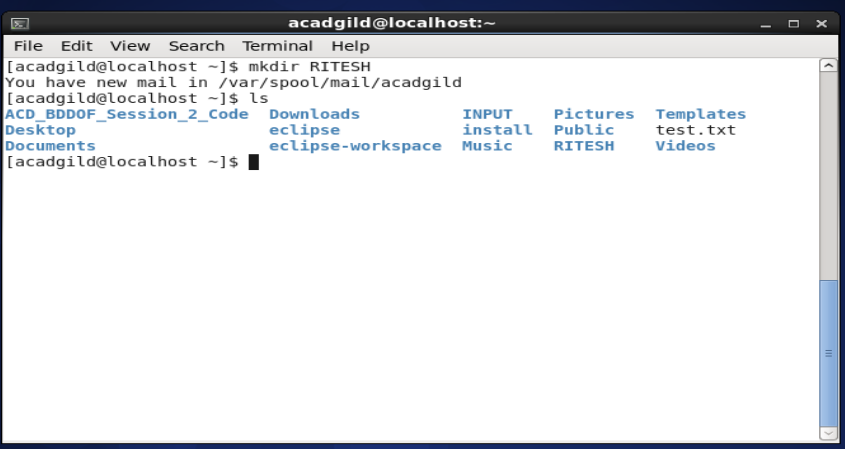 acadgild@localhost:~
File Edit View Search Terminal Help
[acadgild@localhost ~]$ mkdir RITESH
You have new mail in /var/spool/mail/acadgild
[acadgild@localhost ~]$ ls
ACD_BDDOF_Session_2_Code  Downloads          INPUT    Pictures  Templates
Desktop                   eclipse            install  Public    test.txt
Documents                 eclipse-workspace  Music    RITESH    Videos
[acadgild@localhost ~]$